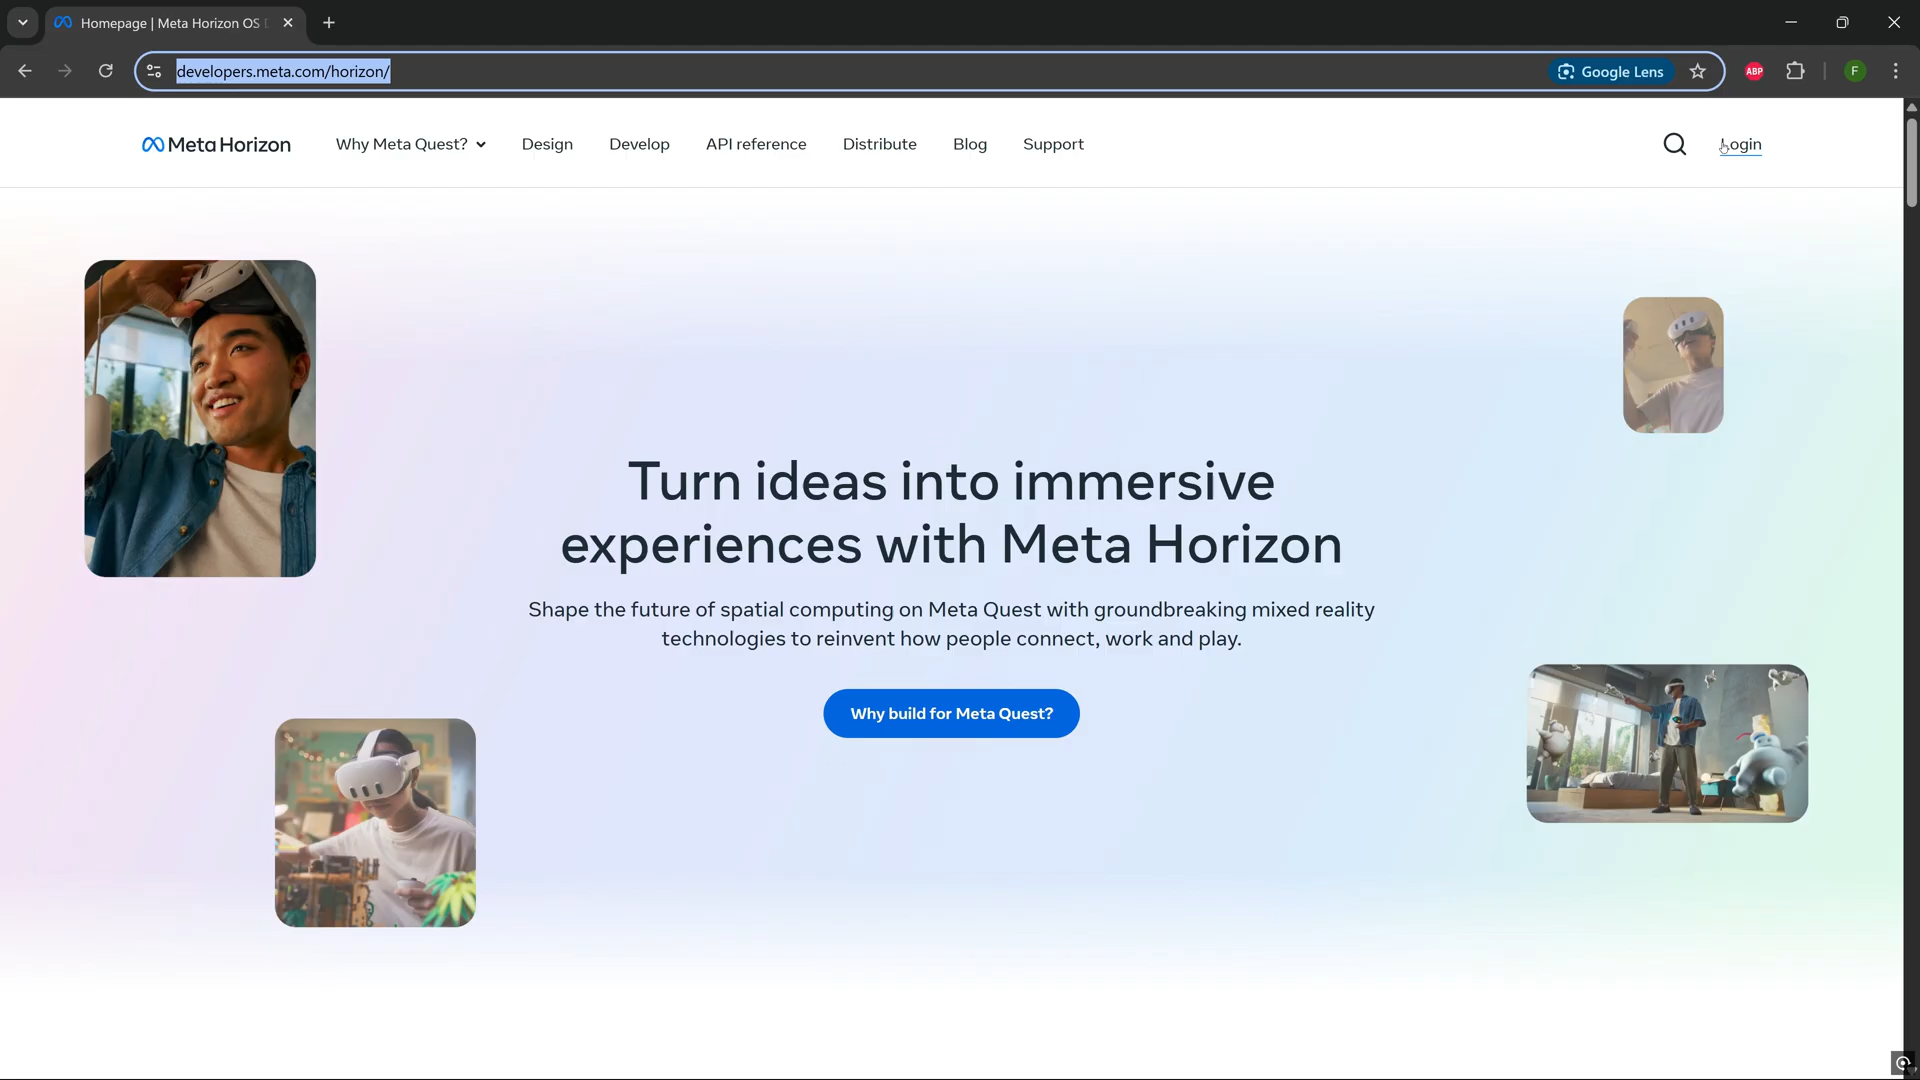 Homepage | Meta Horizon OS
developers.meta.com/horizon/
Google Lens
ABP
F
Meta Horizon
Why Meta Quest?
Design
Develop
API reference
Distribute
Blog
Support
Login
Turn ideas into immersive
experiences with Meta Horizon
Shape the future of spatial computing on Meta Quest with groundbreaking mixed reality
technologies to reinvent how people connect, work and play.
Why build for Meta Quest?